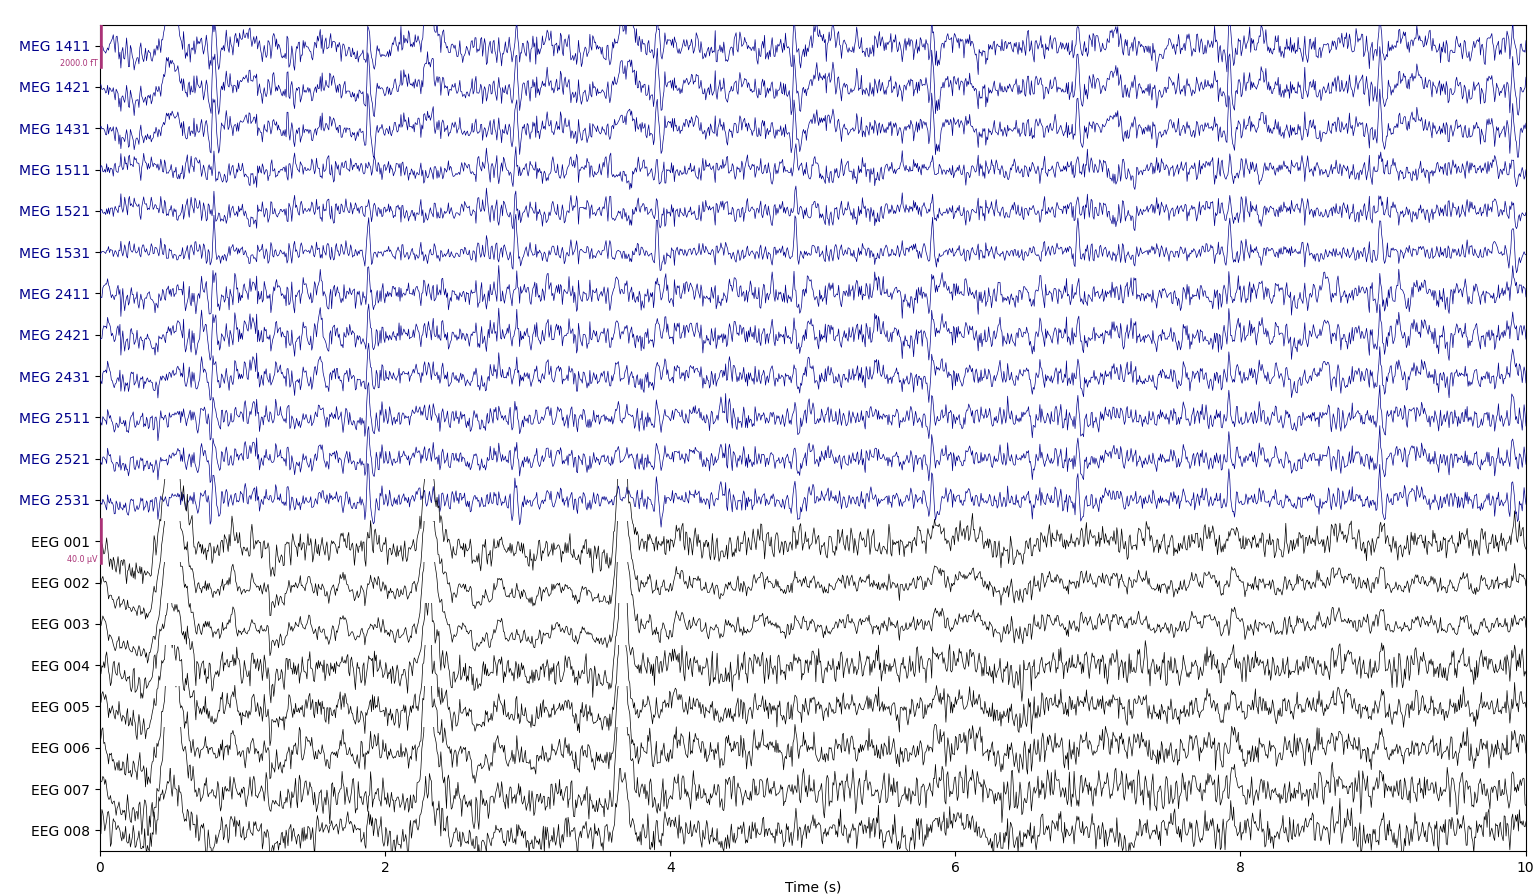 MEG 1411
2000.0 fT
MEG 1421
MEG 1431
MEG 1511
MEG 1521
MEG 1531
MEG 2411
MEG 2421
MEG 2431
MEG 2511
MEG 2521
MEG 2531
EEG 001
40.0 µV
EEG 002
EEG 003
EEG 004
EEG 005
EEG 006
EEG 007
EEG 008
0 2 4 6 8 10
Time (s)